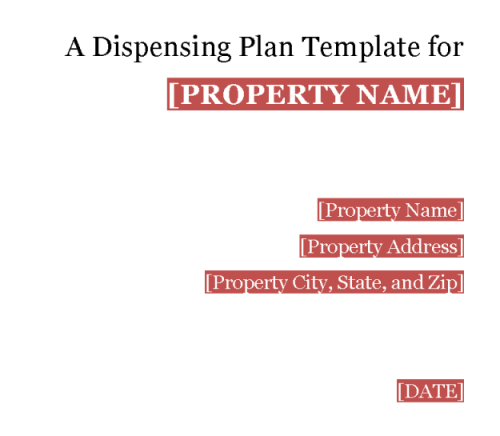 A Dispensing Plan Template for
[PROPERTY NAME]
[Property Name]
[Property Address]
[Property City, State, and Zip]
[DATE]